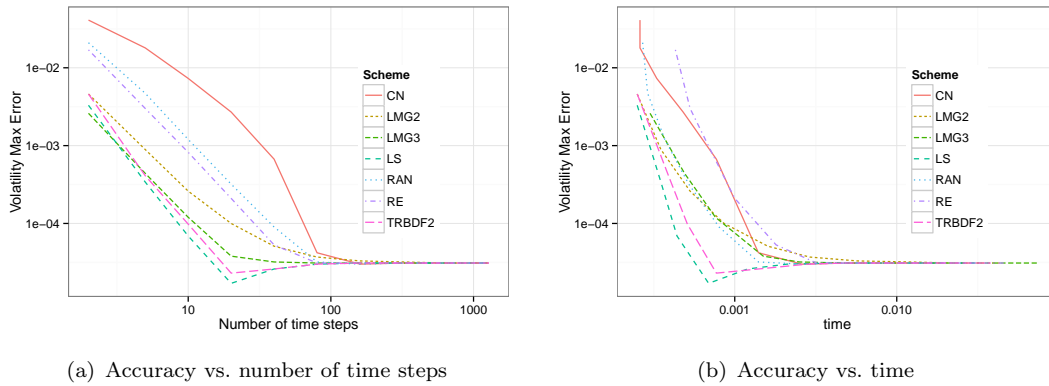 Volatility Max Error
1e−02
1e−03
1e−04
10
100
1000
Number of time steps
Scheme
CN
LMG2
LMG3
LS
RAN
RE
TRBDF2
(a) Accuracy vs. number of time steps
Volatility Max Error
1e−02
1e−03
1e−04
0.001
0.010
time
Scheme
CN
LMG2
LMG3
LS
RAN
RE
TRBDF2
(b) Accuracy vs. time